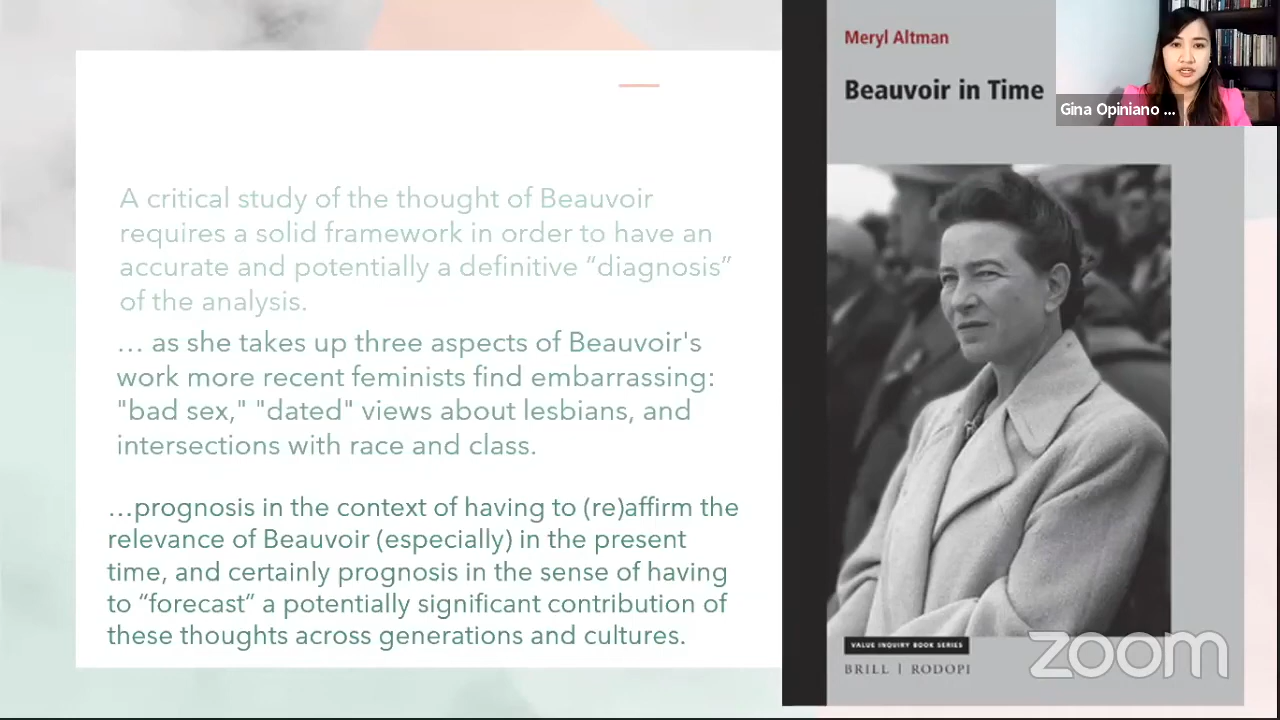 A critical study of the thought of Beauvoir
requires a solid framework in order to have an
accurate and potentially a definitive “diagnosis”
of the analysis.
… as she takes up three aspects of Beauvoir's
work more recent feminists find embarrassing:
"bad sex," "dated" views about lesbians, and
intersections with race and class.
…prognosis in the context of having to (re)affirm the
relevance of Beauvoir (especially) in the present
time, and certainly prognosis in the sense of having
to “forecast” a potentially significant contribution of
these thoughts across generations and cultures.
Meryl Altman
Beauvoir in Time
VALUE INQUIRY BOOK SERIES
BRILL | RODOPI
Gina Opiniano ...
zoom